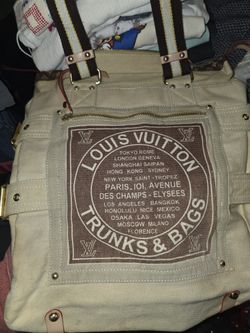 LOUIS VUITTON
TOKYO ROME
LONDON GENEVA
SHANGHAI SAIPAN
HONG KONG · SYDNEY
NEW YORK SAINT-TROPEZ
PARIS-101, AVENUE
DES CHAMPS-ELYSEES
LOS ANGELES BANGKOK
HONOLULU NICE MEXICO
OSAKA LAS VEGAS
MOSCOW MILANO
FLORENCE
TRUNKS & BAGS